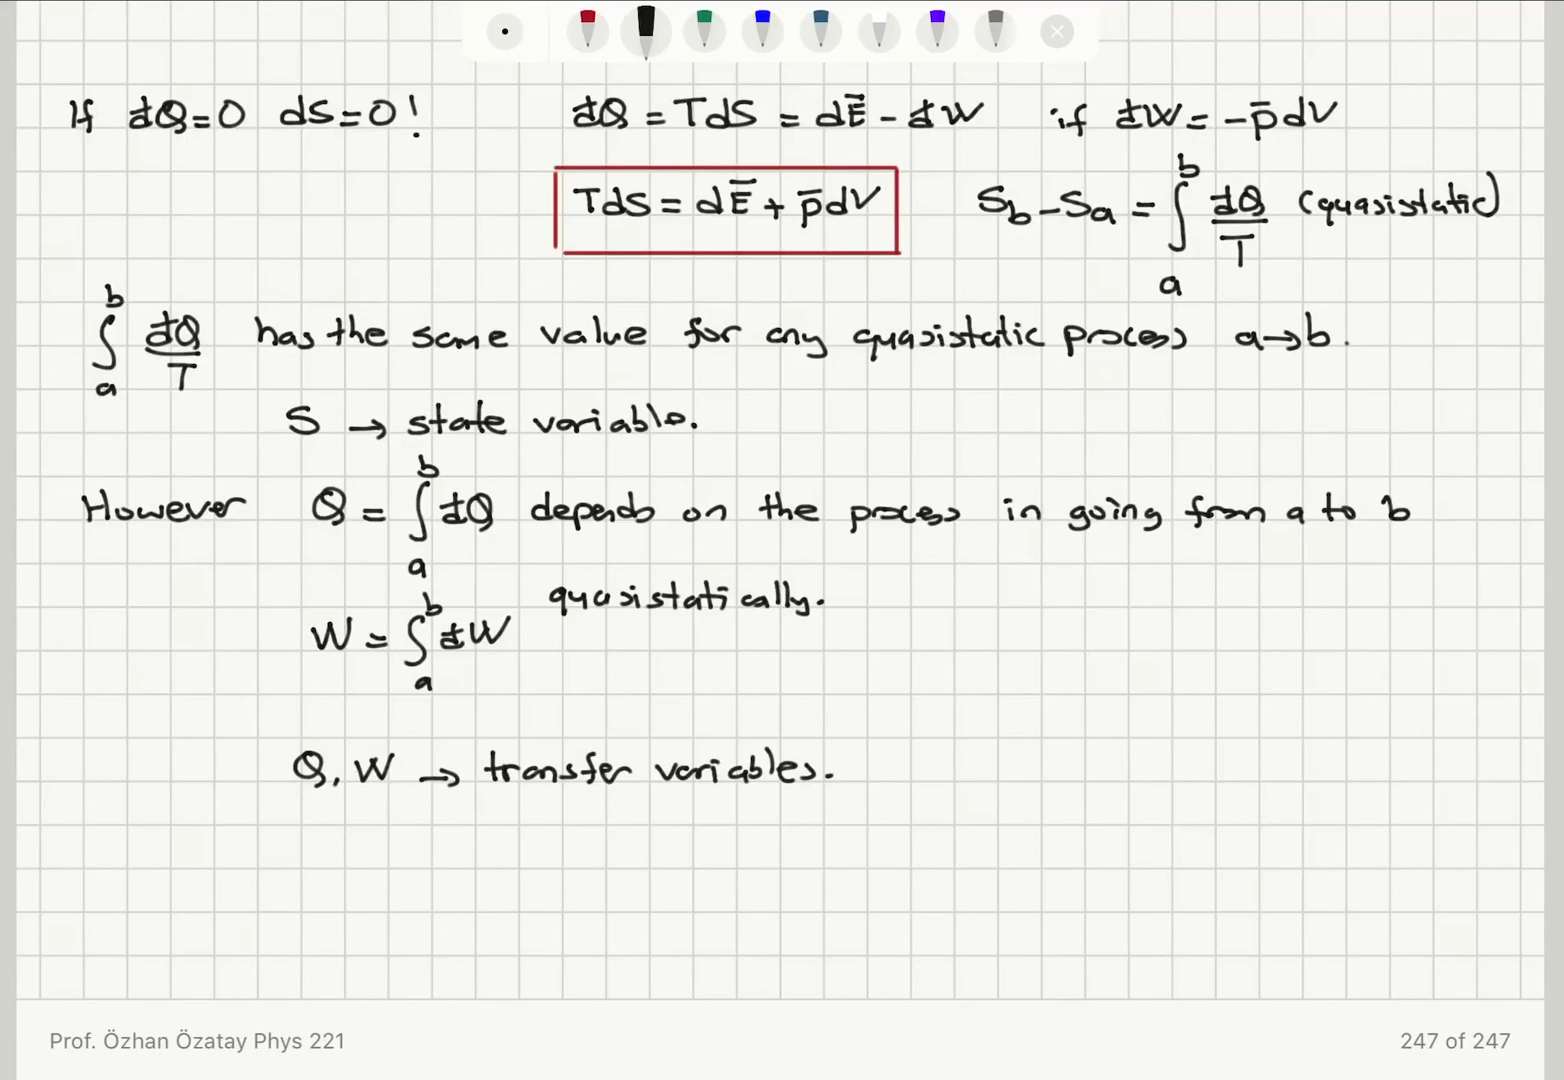 If đQ=0 dS=0! đQ = TdS = dĒ - đW if đW = -p̄dV
TdS = dĒ + p̄dV S_b - S_a = ∫_a^b đQ/T (quasistatic)
∫_a^b đQ/T has the same value for any quasistatic process a→b.
S → state variable.
However Q = ∫_a^b đQ depends on the process in going from a to b
quasistatically.
W = ∫_a^b đW
Q, W → transfer variables.
Prof. Özhan Özatay Phys 221 247 of 247